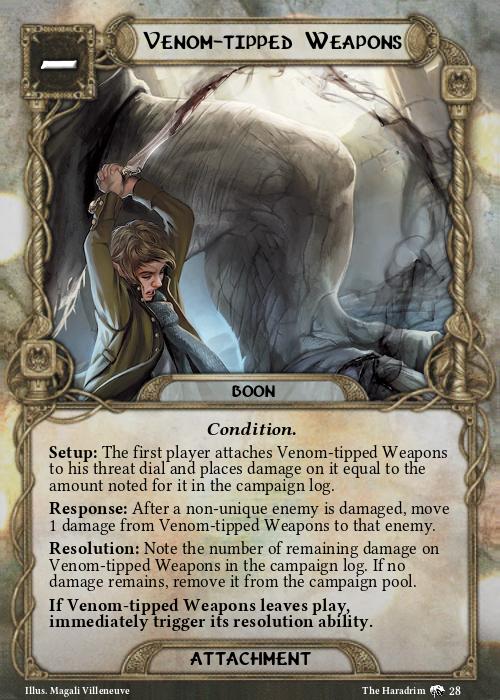 VENOM-TIPPED WEAPONS
–
BOON
Condition.
Setup: The first player attaches Venom-tipped Weapons
to his threat dial and places damage on it equal to the
amount noted for it in the campaign log.
Response: After a non-unique enemy is damaged, move
1 damage from Venom-tipped Weapons to that enemy.
Resolution: Note the number of remaining damage on
Venom-tipped Weapons in the campaign log. If no
damage remains, remove it from the campaign pool.
If Venom-tipped Weapons leaves play,
immediately trigger its resolution ability.
ATTACHMENT
Illus. Magali Villeneuve
The Haradrim 28